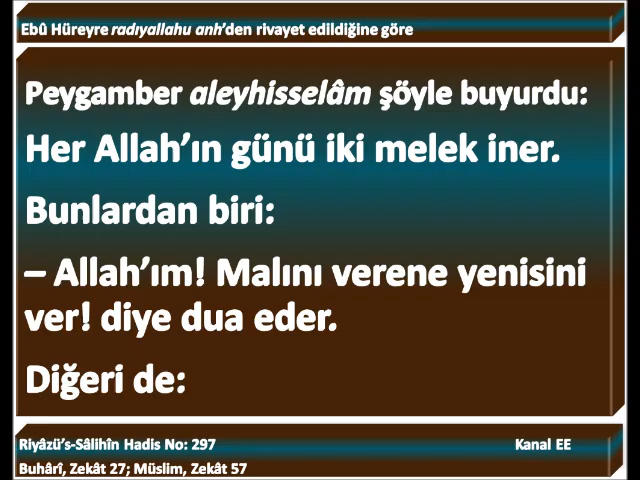 Ebû Hüreyre radıyallahu anh'den rivayet edildiğine göre
Peygamber aleyhisselâm şöyle buyurdu:
Her Allah'ın günü iki melek iner.
Bunlardan biri:
– Allah'ım! Malını verene yenisini
ver! diye dua eder.
Diğeri de:
Riyâzü's-Sâlihîn Hadis No: 297
Kanal EE
Buhârî, Zekât 27; Müslim, Zekât 57